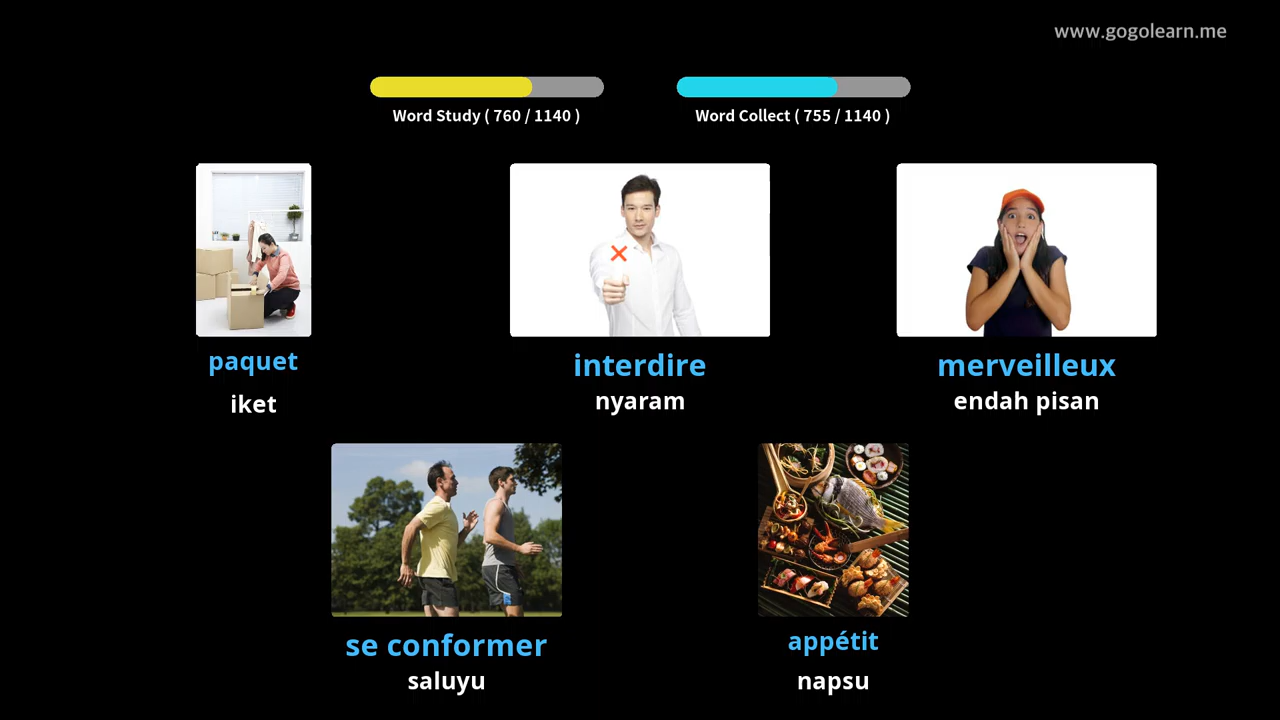 www.gogolearn.me
Word Study ( 760 / 1140 )
Word Collect ( 755 / 1140 )
paquet
iket
interdire
nyaram
merveilleux
endah pisan
se conformer
saluyu
appétit
napsu